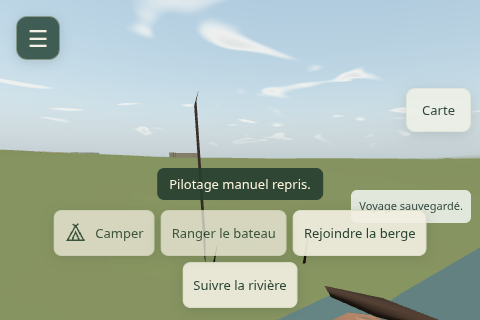 Carte
Pilotage manuel repris.
Voyage sauvegardé.
Camper
Ranger le bateau
Rejoindre la berge
Suivre la rivière